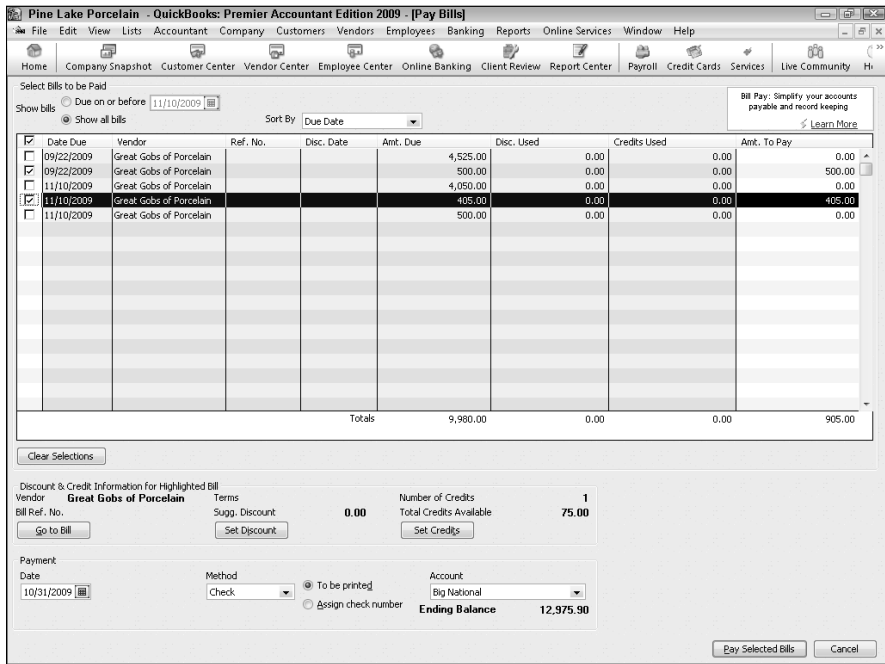 Pine Lake Porcelain - QuickBooks: Premier Accountant Edition 2009 - [Pay Bills]
File Edit View Lists Accountant Company Customers Vendors Employees Banking Reports Online Services Window Help
Home Company Snapshot Customer Center Vendor Center Employee Center Online Banking Client Review Report Center Payroll Credit Cards Services Live Community
Select Bills to be Paid
Show bills
Due on or before 11/10/2009
Show all bills
Sort By Due Date
Bill Pay: Simplify your accounts
payable and record keeping
Learn More
Date Due Vendor Ref. No. Disc. Date Amt. Due Disc. Used Credits Used Amt. To Pay
09/22/2009 Great Gobs of Porcelain 4,525.00 0.00 0.00 0.00
09/22/2009 Great Gobs of Porcelain 500.00 0.00 0.00 500.00
11/10/2009 Great Gobs of Porcelain 4,050.00 0.00 0.00 0.00
11/10/2009 Great Gobs of Porcelain 405.00 0.00 0.00 405.00
11/10/2009 Great Gobs of Porcelain 500.00 0.00 0.00 0.00
Totals 9,980.00 0.00 0.00 905.00
Clear Selections
Discount & Credit Information for Highlighted Bill
Vendor Great Gobs of Porcelain Terms Number of Credits 1
Bill Ref. No. Sugg. Discount 0.00 Total Credits Available 75.00
Go to Bill Set Discount Set Credits
Payment
Date Method Account
10/31/2009 Check To be printed Big National
Assign check number Ending Balance 12,975.90
Pay Selected Bills Cancel